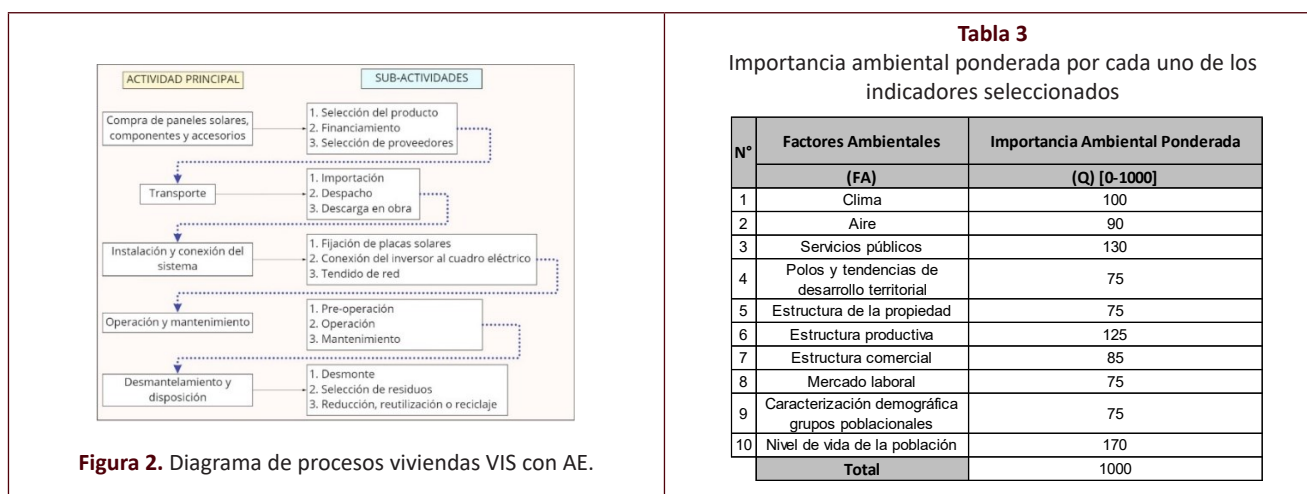 ACTIVIDAD PRINCIPAL
SUB-ACTIVIDADES
Compra de paneles solares,
componentes y accesorios
1. Selección del producto
2. Financiamiento
3. Selección de proveedores
Transporte
1. Importación
2. Despacho
3. Descarga en obra
Instalación y conexión del
sistema
1. Fijación de placas solares
2. Conexión del inversor al cuadro eléctrico
3. Tendido de red
Operación y mantenimiento
1. Pre-operación
2. Operación
3. Mantenimiento
Desmantelamiento y
disposición
1. Desmonte
2. Selección de residuos
3. Reducción, reutilización o reciclaje
Figura 2. Diagrama de procesos viviendas VIS con AE.
Tabla 3
Importancia ambiental ponderada por cada uno de los
indicadores seleccionados
N° Factores Ambientales Importancia Ambiental Ponderada
(FA) (Q) [0-1000]
1 Clima 100
2 Aire 90
3 Servicios públicos 130
4 Polos y tendencias de
desarrollo territorial 75
5 Estructura de la propiedad 75
6 Estructura productiva 125
7 Estructura comercial 85
8 Mercado laboral 75
9 Caracterización demográfica
grupos poblacionales 75
10 Nivel de vida de la población 170
Total 1000